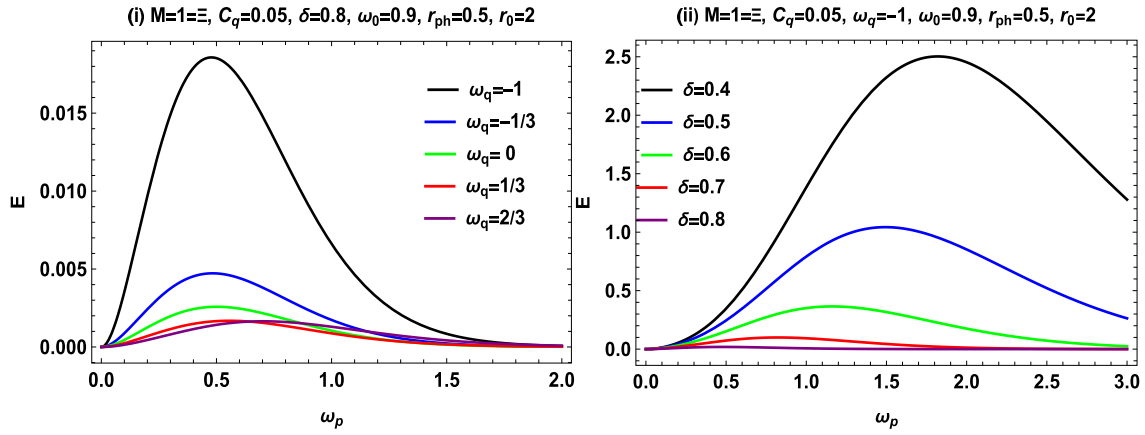 (i) M=1=Ξ, C_q=0.05, δ=0.8, ω_0=0.9, r_ph=0.5, r_0=2
E
0.015
0.010
0.005
0.000
ω_q=−1
ω_q=−1/3
ω_q= 0
ω_q=1/3
ω_q=2/3
0.0 0.5 1.0 1.5 2.0
ω_p
(ii) M=1=Ξ, C_q=0.05, ω_q=−1, ω_0=0.9, r_ph=0.5, r_0=2
E
2.5
2.0
1.5
1.0
0.5
0.0
δ=0.4
δ=0.5
δ=0.6
δ=0.7
δ=0.8
0.0 0.5 1.0 1.5 2.0 2.5 3.0
ω_p